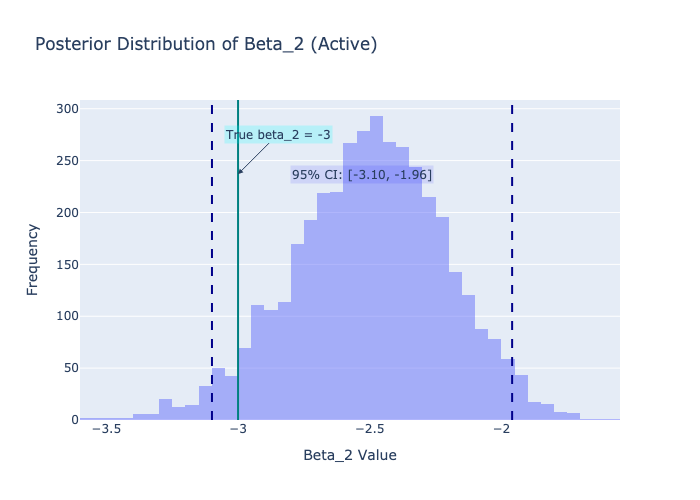 Posterior Distribution of Beta_2 (Active)
300
True beta_2 = -3
250
95% CI: [-3.10, -1.96]
200
Frequency
150
100
50
0
−3.5 −3 −2.5 −2
Beta_2 Value